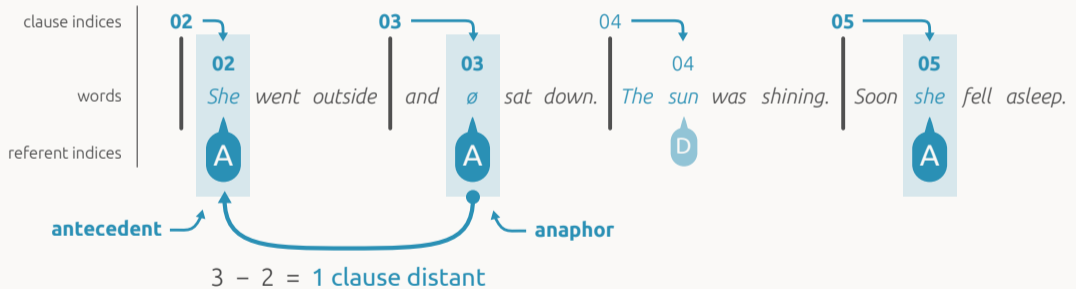 clause indices 02 03 04 05
02 03 04 05
words She went outside and ø sat down. The sun was shining. Soon she fell asleep.
referent indices A A D A
antecedent anaphor
3 – 2 = 1 clause distant